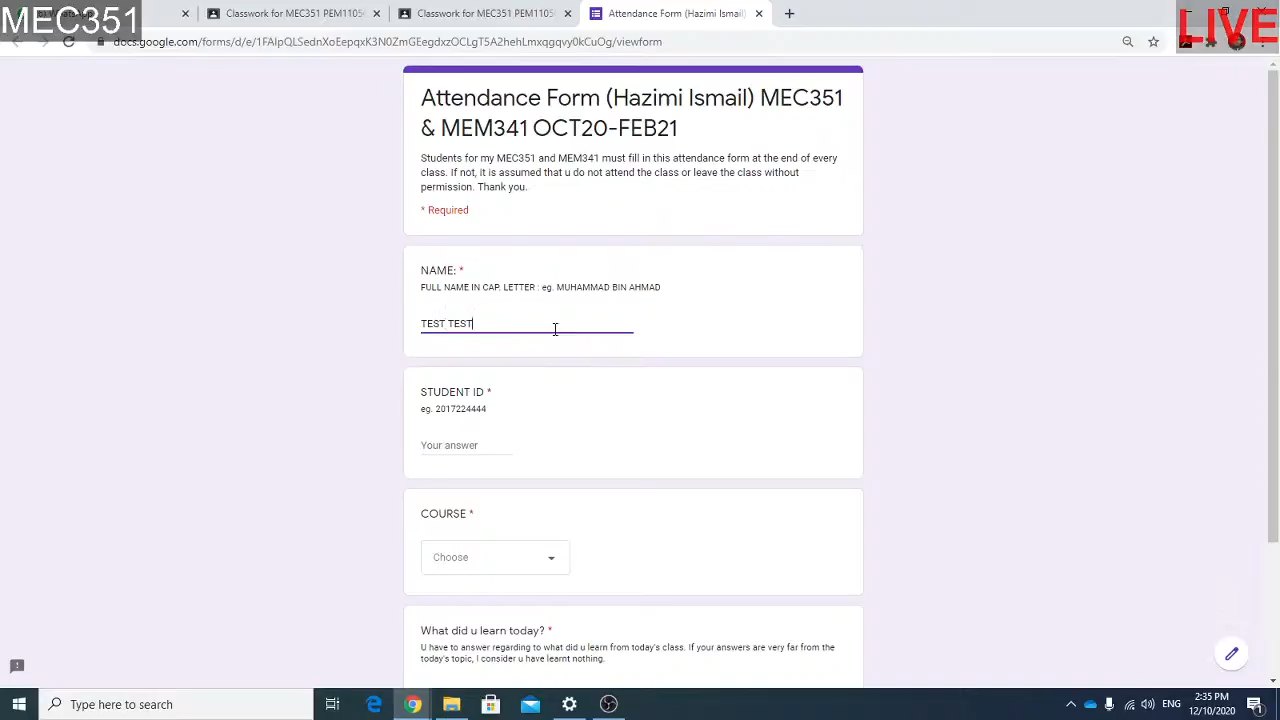 MEC351
WhatsApp
Classwork for MEC351 PEM1105
Classwork for MEC351 PEM1105
Attendance Form (Hazimi Ismail)
LIVE
Attendance Form (Hazimi Ismail) MEC351
& MEM341 OCT20-FEB21
Students for my MEC351 and MEM341 must fill in this attendance form at the end of every
class. If not, it is assumed that u do not attend the class or leave the class without
permission. Thank you.
* Required
NAME: *
FULL NAME IN CAP. LETTER : eg. MUHAMMAD BIN AHMAD
TEST TEST
STUDENT ID *
eg. 2017224444
Your answer
COURSE *
Choose
What did u learn today? *
U have to answer regarding to what did u learn from today's class. If your answers are very far from the
today's topic, I consider u have learnt nothing.
Type here to search
ENG
2:35 PM
12/10/2020